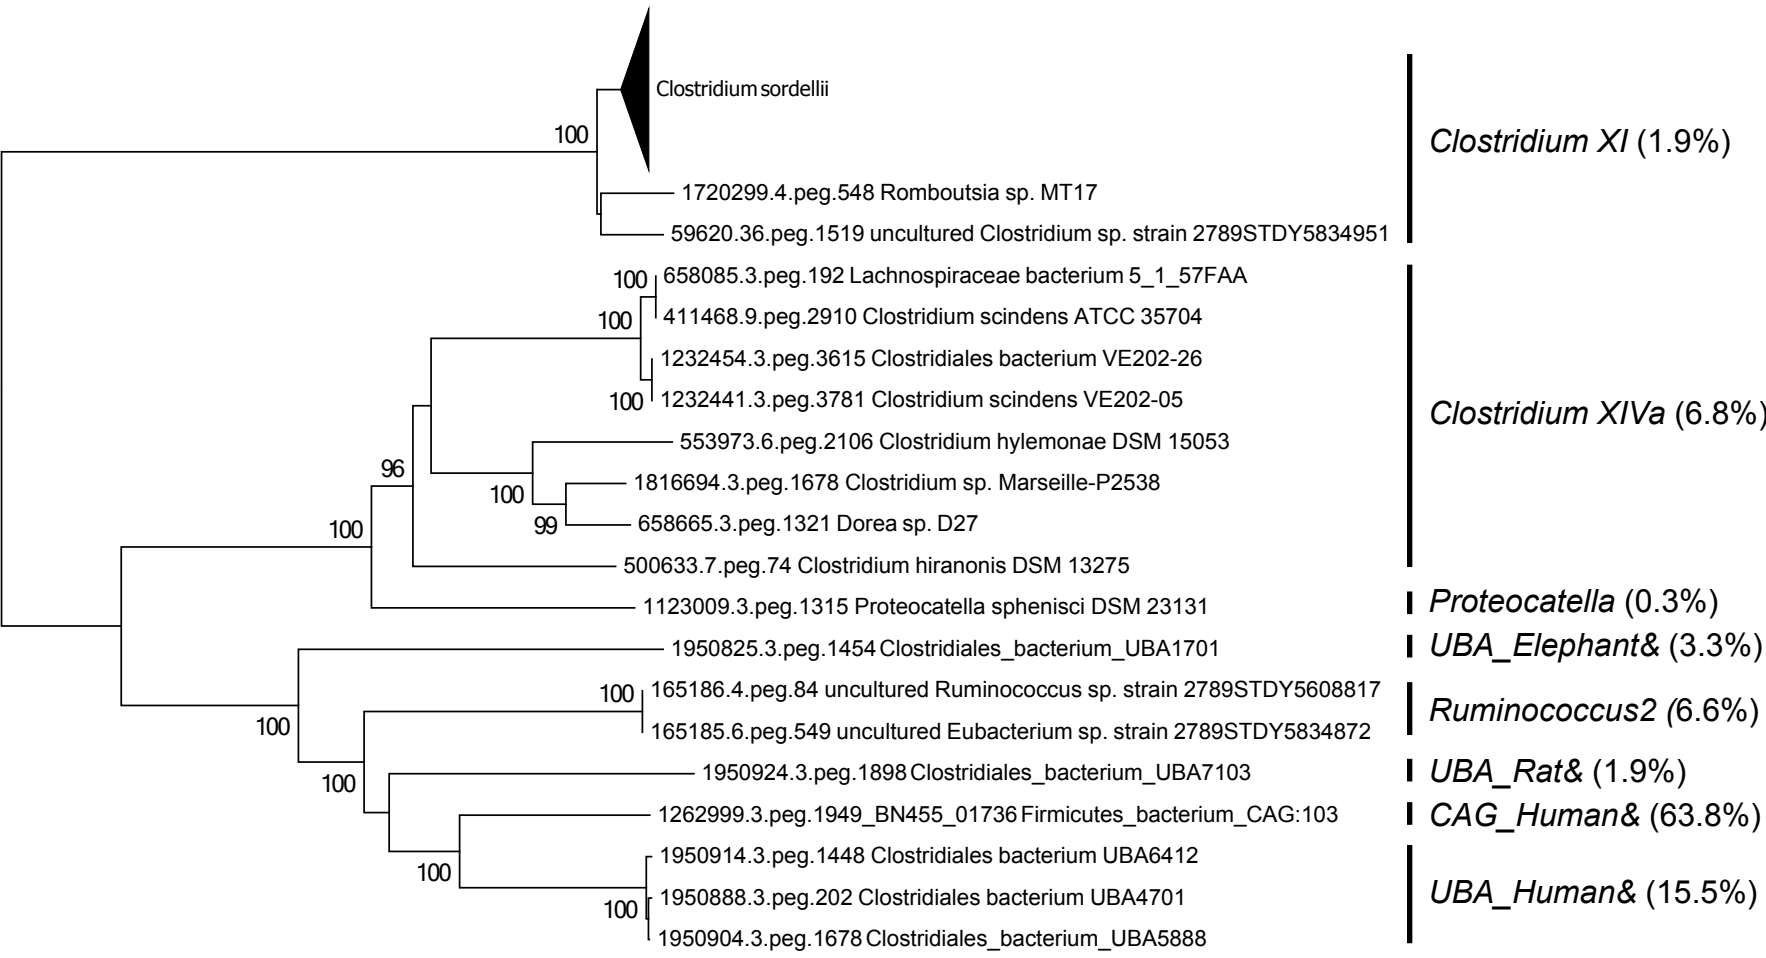 Clostridium sordellii
100
Clostridium XI (1.9%)
1720299.4.peg.548 Romboutsia sp. MT17
59620.36.peg.1519 uncultured Clostridium sp. strain 2789STDY5834951
100
658085.3.peg.192 Lachnospiraceae bacterium 5_1_57FAA
100
411468.9.peg.2910 Clostridium scindens ATCC 35704
1232454.3.peg.3615 Clostridiales bacterium VE202-26
100
1232441.3.peg.3781 Clostridium scindens VE202-05
Clostridium XIVa (6.8%)
553973.6.peg.2106 Clostridium hylemonae DSM 15053
96
1816694.3.peg.1678 Clostridium sp. Marseille-P2538
100
99
658665.3.peg.1321 Dorea sp. D27
100
500633.7.peg.74 Clostridium hiranonis DSM 13275
1123009.3.peg.1315 Proteocatella sphenisci DSM 23131
Proteocatella (0.3%)
1950825.3.peg.1454 Clostridiales_bacterium_UBA1701
UBA_Elephant& (3.3%)
100
165186.4.peg.84 uncultured Ruminococcus sp. strain 2789STDY5608817
Ruminococcus2 (6.6%)
100
165185.6.peg.549 uncultured Eubacterium sp. strain 2789STDY5834872
1950924.3.peg.1898 Clostridiales_bacterium_UBA7103
UBA_Rat& (1.9%)
100
1262999.3.peg.1949_BN455_01736 Firmicutes_bacterium_CAG:103
CAG_Human& (63.8%)
1950914.3.peg.1448 Clostridiales bacterium UBA6412
100
1950888.3.peg.202 Clostridiales bacterium UBA4701
UBA_Human& (15.5%)
100
1950904.3.peg.1678 Clostridiales_bacterium_UBA5888